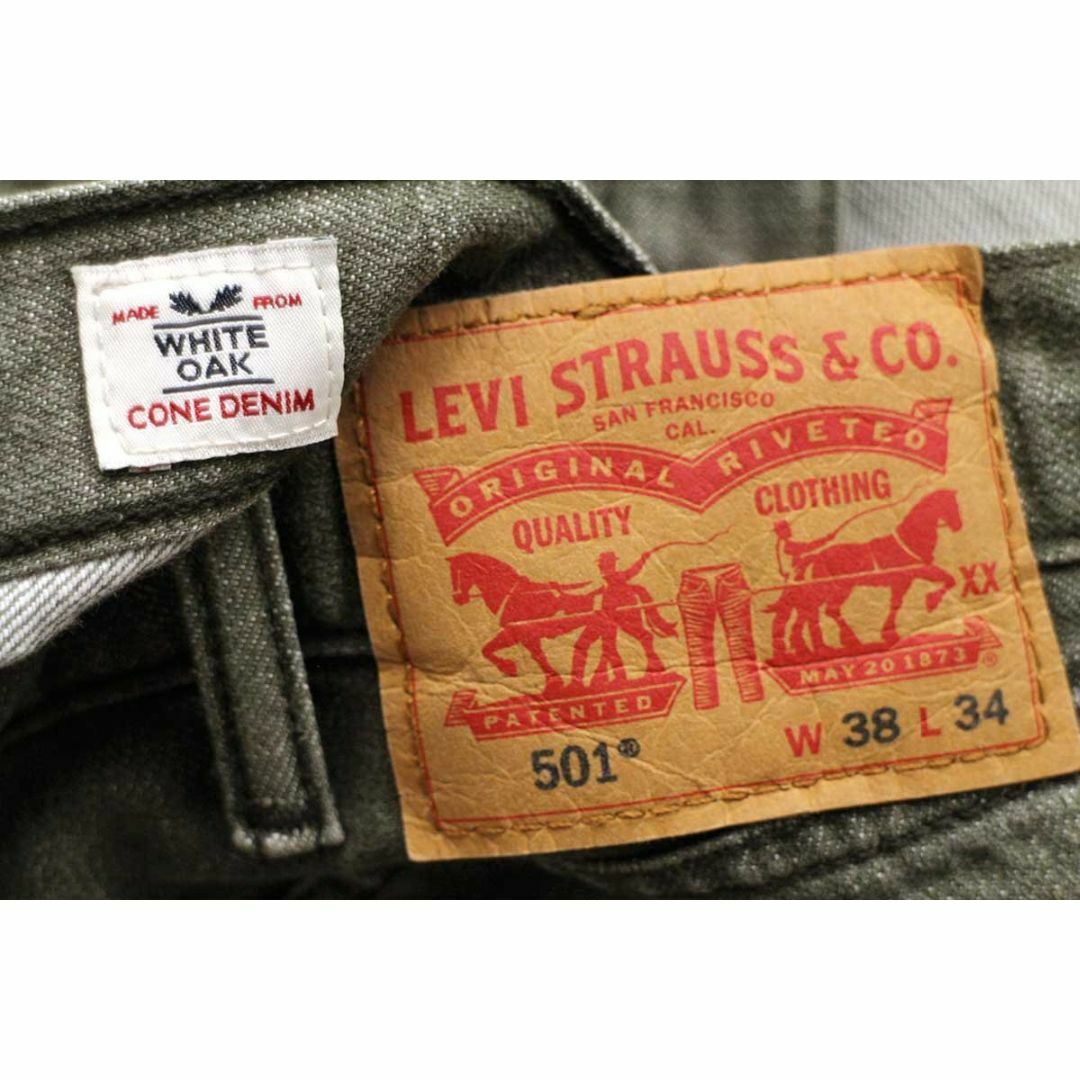 MADE FROM
WHITE
OAK
CONE DENIM
LEVI STRAUSS & CO.
SAN FRANCISCO
CAL.
ORIGINAL RIVETED
QUALITY CLOTHING
XX
PATENTED MAY 20 1873 ®
501® W 38 L 34